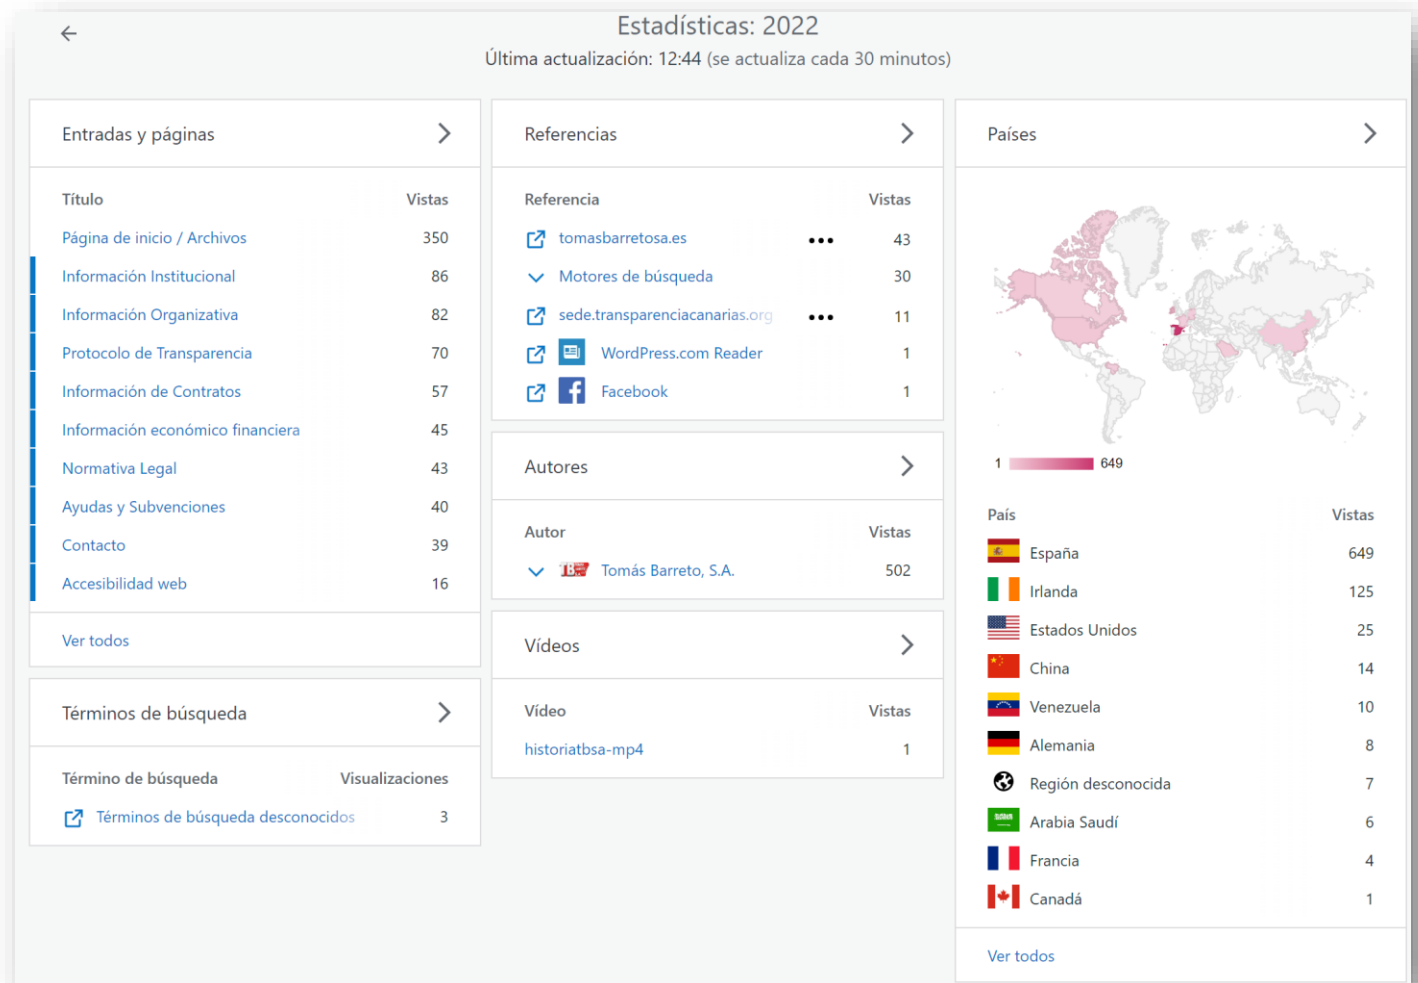 Estadísticas: 2022
Última actualización: 12:44 (se actualiza cada 30 minutos)
Entradas y páginas
Título Vistas
Página de inicio / Archivos 350
Información Institucional 86
Información Organizativa 82
Protocolo de Transparencia 70
Información de Contratos 57
Información económico financiera 45
Normativa Legal 43
Ayudas y Subvenciones 40
Contacto 39
Accesibilidad web 16
Ver todos
Términos de búsqueda
Término de búsqueda Visualizaciones
Términos de búsqueda desconocidos 3
Referencias
Referencia Vistas
tomasbarretosa.es ••• 43
Motores de búsqueda 30
sede.transparenciacanarias.org ••• 11
WordPress.com Reader 1
Facebook 1
Autores
Autor Vistas
Tomás Barreto, S.A. 502
Vídeos
Vídeo Vistas
historiatbsa-mp4 1
Países
1 649
País Vistas
España 649
Irlanda 125
Estados Unidos 25
China 14
Venezuela 10
Alemania 8
Región desconocida 7
Arabia Saudí 6
Francia 4
Canadá 1
Ver todos